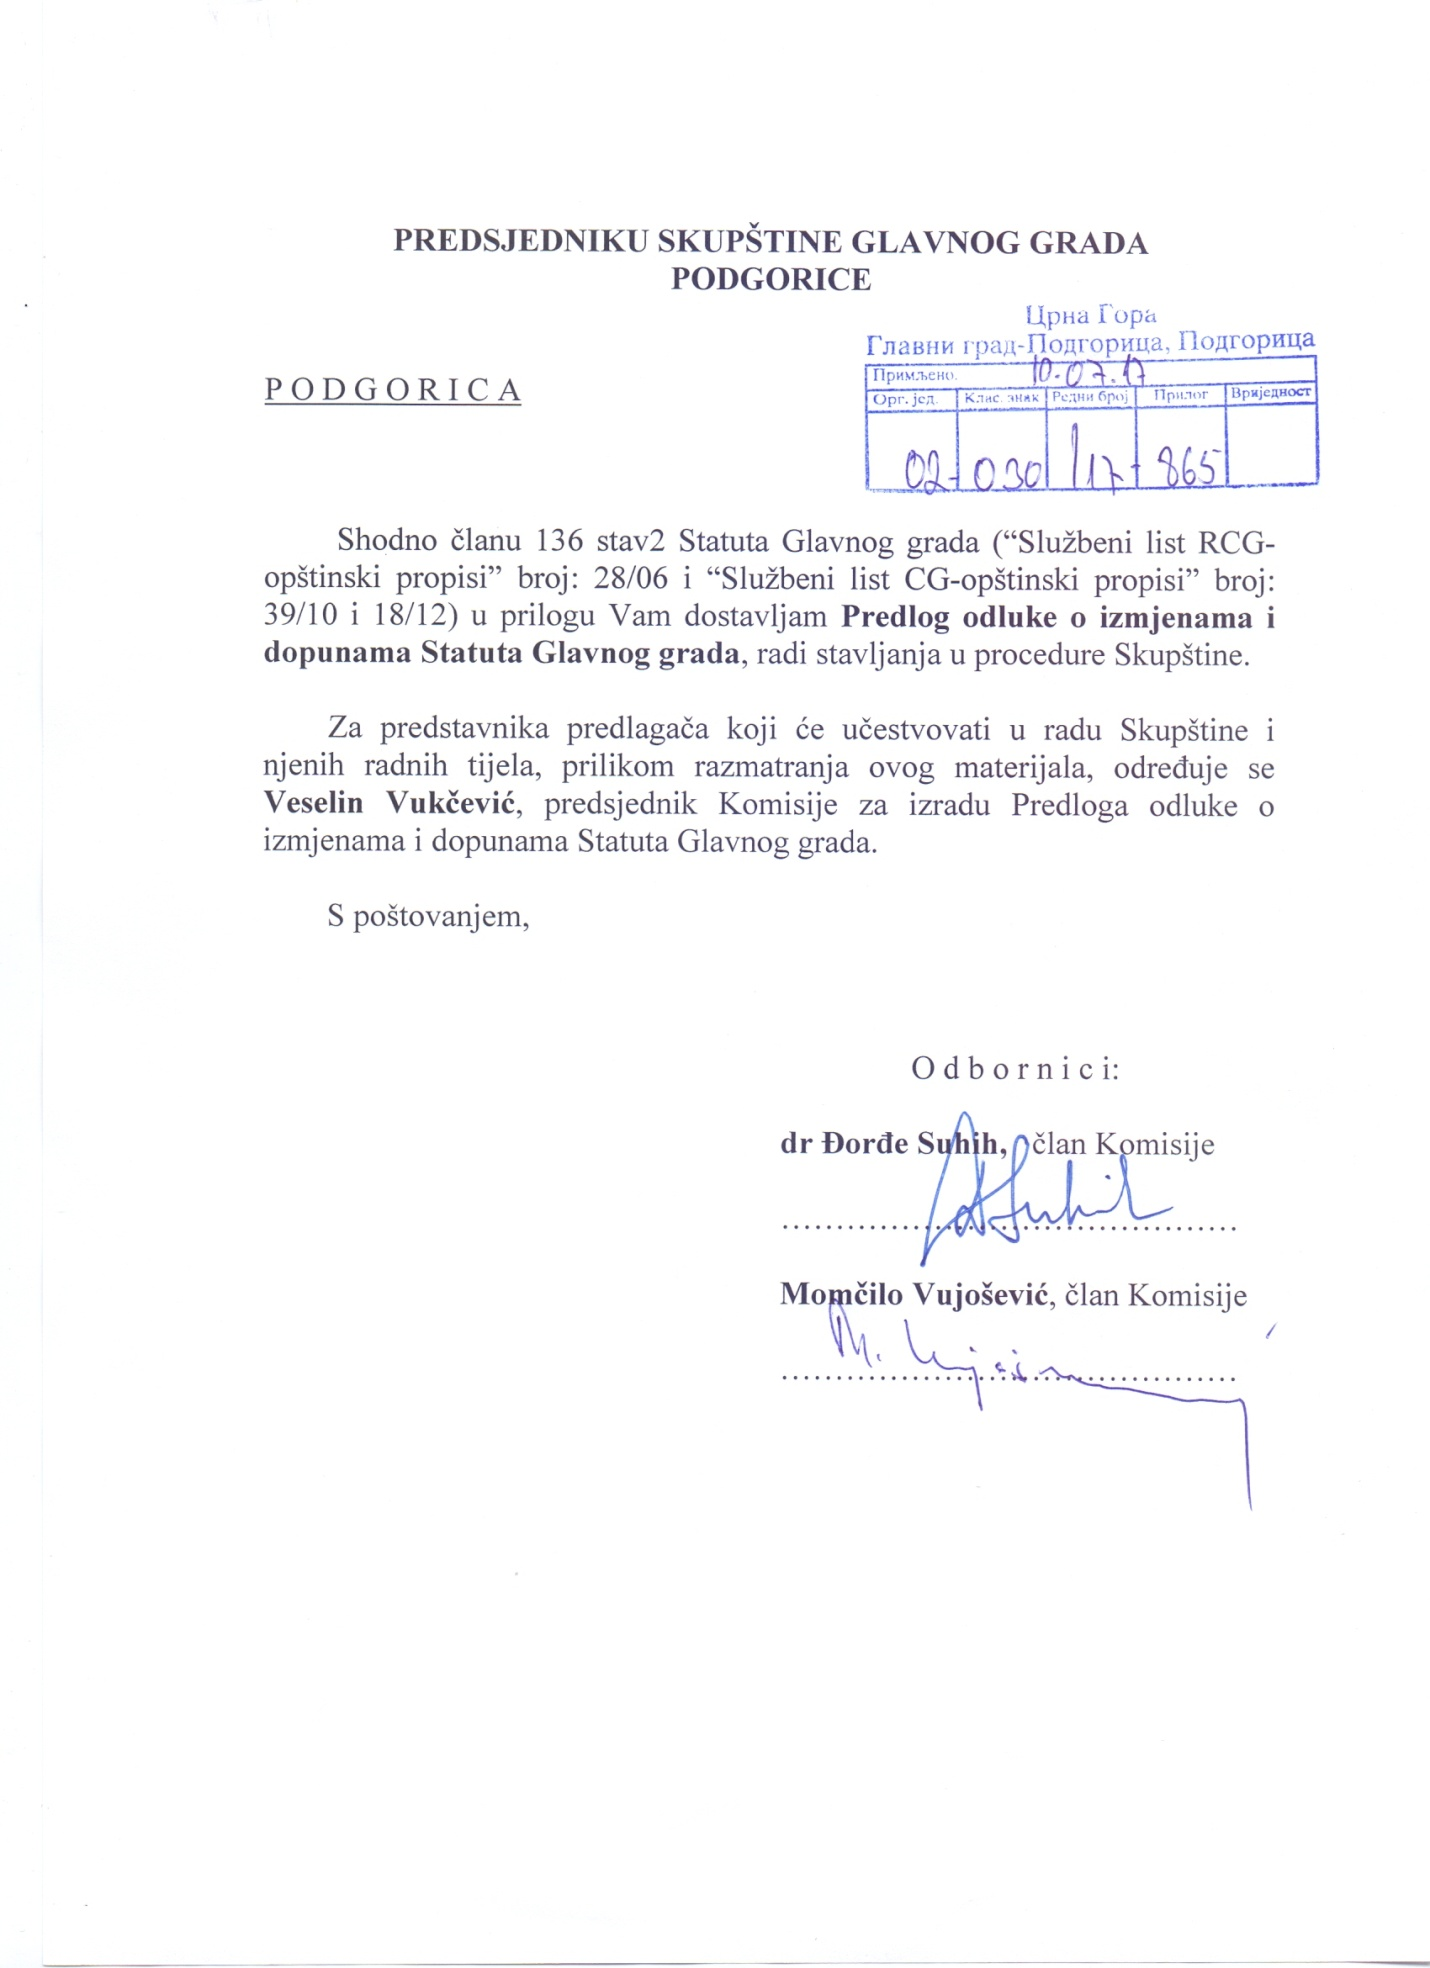 PREDSJEDNIKU SKUPŠTINE GLAVNOG GRADA
PODGORICE
Црна Гора
Главни град-Подгорица, Подгорица
Примљено: 10.07.17
Орг. јед. Клас. знак Редни број Прилог Вриједност
02- 030 /17- 865
PODGORICA
Shodno članu 136 stav2 Statuta Glavnog grada (“Službeni list RCG-
opštinski propisi” broj: 28/06 i “Službeni list CG-opštinski propisi” broj:
39/10 i 18/12) u prilogu Vam dostavljam Predlog odluke o izmjenama i
dopunama Statuta Glavnog grada, radi stavljanja u procedure Skupštine.
Za predstavnika predlagača koji će učestvovati u radu Skupštine i
njenih radnih tijela, prilikom razmatranja ovog materijala, određuje se
Veselin Vukčević, predsjednik Komisije za izradu Predloga odluke o
izmjenama i dopunama Statuta Glavnog grada.
S poštovanjem,
Odbornici:
dr Đorđe Suhih, član Komisije
Momčilo Vujošević, član Komisije